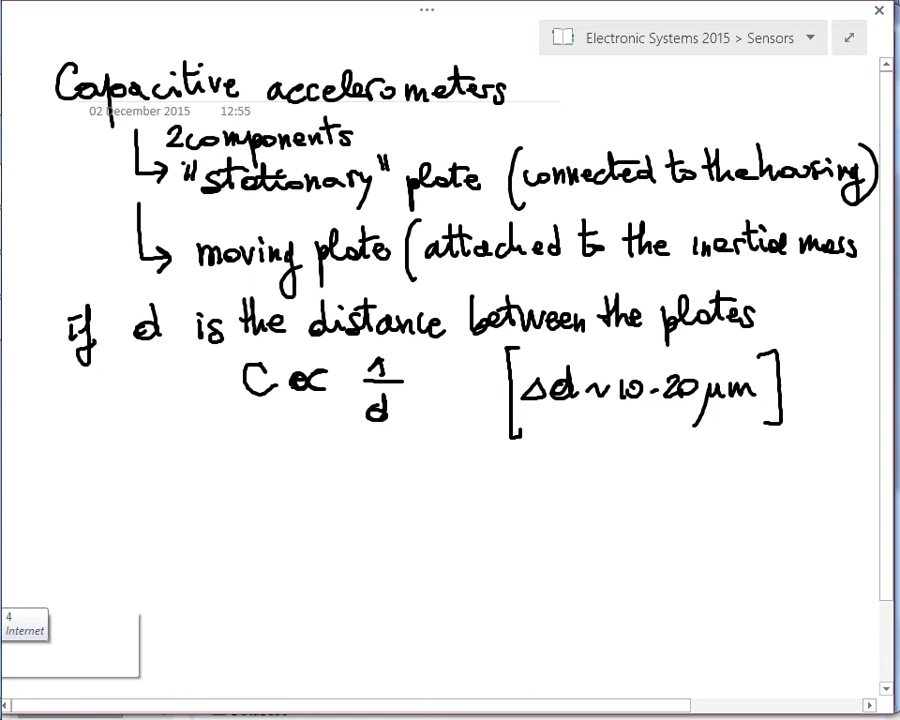 Electronic Systems 2015 > Sensors
Capacitive accelerometers
02 December 2015 12:55
2 components
"stationary" plate (connected to the housing)
moving plate (attached to the inertial mass
if d is the distance between the plates
C ∝ 1/d [Δd ~ 10-20 μm]
4
Internet